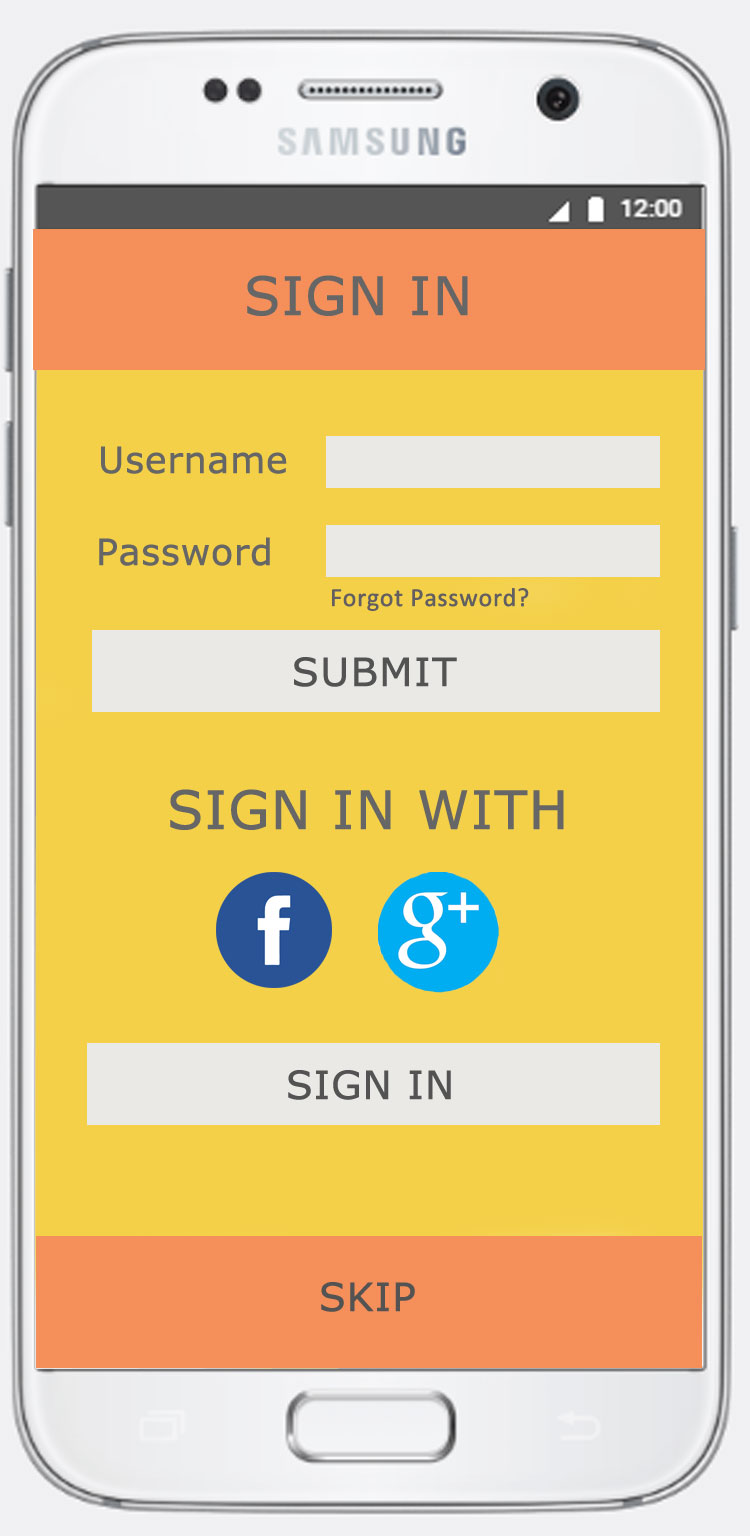 SAMSUNG
12:00
SIGN IN
Username
Password
Forgot Password?
SUBMIT
SIGN IN WITH
f g+
SIGN IN
SKIP